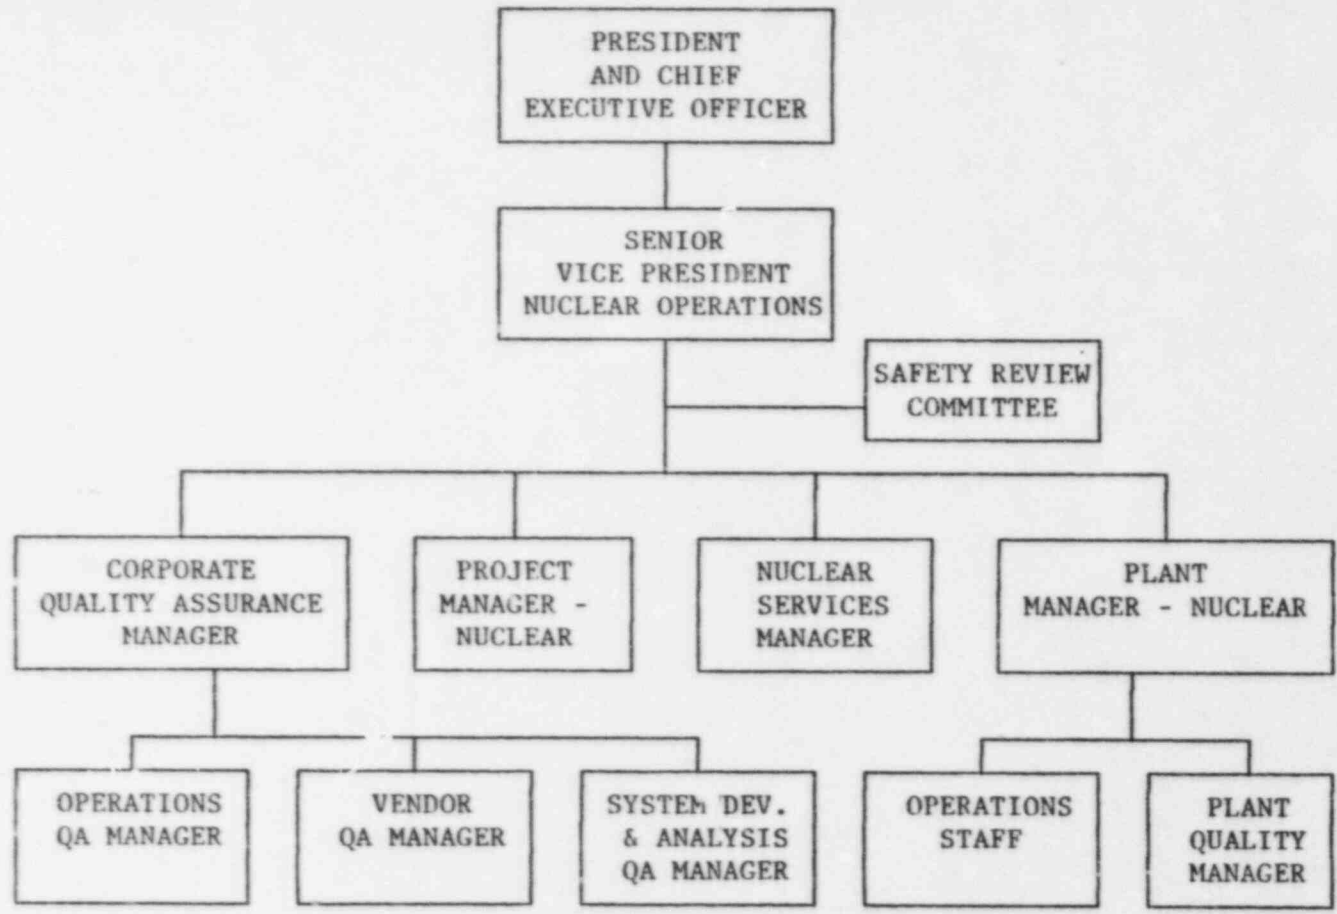 PRESIDENT
AND CHIEF
EXECUTIVE OFFICER
SENIOR
VICE PRESIDENT
NUCLEAR OPERATIONS
SAFETY REVIEW
COMMITTEE
CORPORATE
QUALITY ASSURANCE
MANAGER
PROJECT
MANAGER -
NUCLEAR
NUCLEAR
SERVICES
MANAGER
PLANT
MANAGER - NUCLEAR
OPERATIONS
QA MANAGER
VENDOR
QA MANAGER
SYSTEM DEV.
& ANALYSIS
QA MANAGER
OPERATIONS
STAFF
PLANT
QUALITY
MANAGER